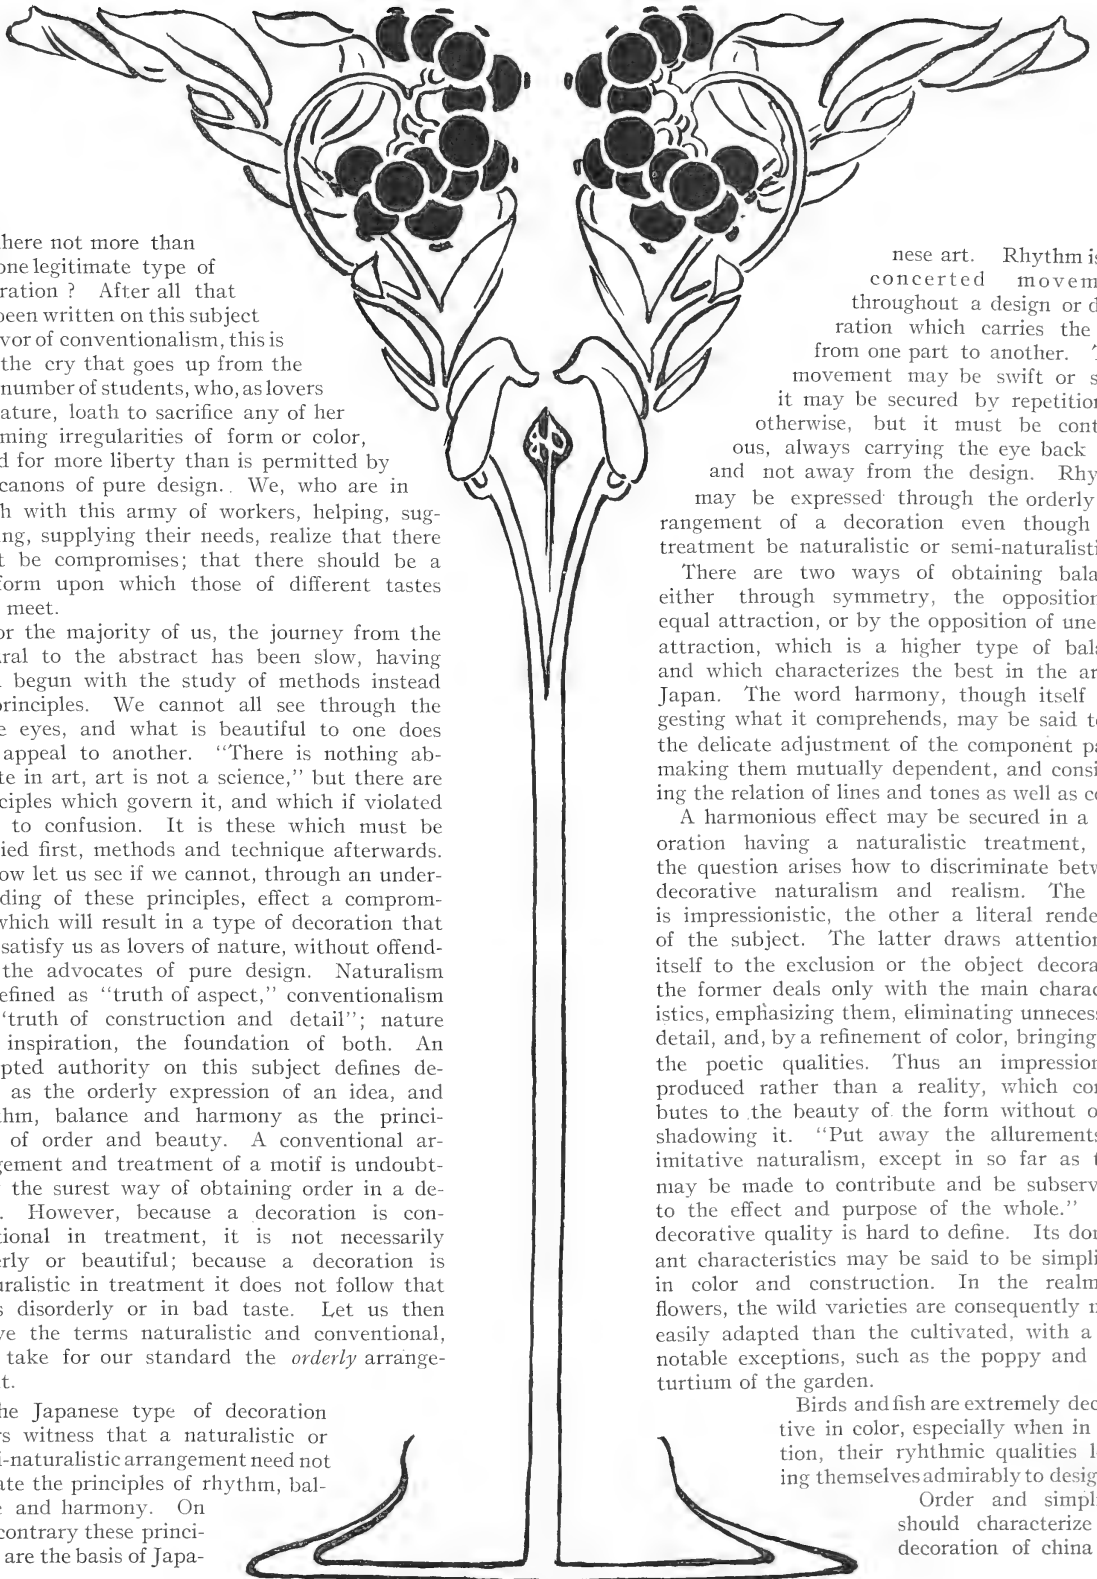 here not more than
one legitimate type of
ration ? After all that
been written on this subject
vor of conventionalism, this is
the cry that goes up from the
number of students, who, as lovers
ature, loath to sacrifice any of her
ming irregularities of form or color,
d for more liberty than is permitted by
canons of pure design. We, who are in
h with this army of workers, helping, sug-
ing, supplying their needs, realize that there
t be compromises; that there should be a
form upon which those of different tastes
meet.
or the majority of us, the journey from the
ral to the abstract has been slow, having
begun with the study of methods instead
principles. We cannot all see through the
e eyes, and what is beautiful to one does
appeal to another. "There is nothing ab-
te in art, art is not a science," but there are
ciples which govern it, and which if violated
to confusion. It is these which must be
ied first, methods and technique afterwards.
ow let us see if we cannot, through an under-
ding of these principles, effect a comprom-
which will result in a type of decoration that
satisfy us as lovers of nature, without offend-
the advocates of pure design. Naturalism
efined as "truth of aspect," conventionalism
"truth of construction and detail"; nature
inspiration, the foundation of both. An
pted authority on this subject defines de-
as the orderly expression of an idea, and
hm, balance and harmony as the princi-
of order and beauty. A conventional ar-
gement and treatment of a motif is undoubt-
the surest way of obtaining order in a de-
. However, because a decoration is con-
tional in treatment, it is not necessarily
erly or beautiful; because a decoration is
uralistic in treatment it does not follow that
s disorderly or in bad taste. Let us then
ve the terms naturalistic and conventional,
take for our standard the orderly arrange-
t.
he Japanese type of decoration
rs witness that a naturalistic or
i-naturalistic arrangement need not
ate the principles of rhythm, bal-
e and harmony. On
contrary these princi-
are the basis of Japa-
nese art. Rhythm is
concerted movem
throughout a design or d
ration which carries the
from one part to another. T
movement may be swift or s
it may be secured by repetition
otherwise, but it must be cont
ous, always carrying the eye back
and not away from the design. Rhy
may be expressed through the orderly
rangement of a decoration even though
treatment be naturalistic or semi-naturalisti
There are two ways of obtaining bala
either through symmetry, the opposition
equal attraction, or by the opposition of une
attraction, which is a higher type of bala
and which characterizes the best in the ar
Japan. The word harmony, though itself
gesting what it comprehends, may be said to
the delicate adjustment of the component pa
making them mutually dependent, and consi
ing the relation of lines and tones as well as co
A harmonious effect may be secured in a
oration having a naturalistic treatment,
the question arises how to discriminate betw
decorative naturalism and realism. The
is impressionistic, the other a literal rende
of the subject. The latter draws attention
itself to the exclusion or the object decora
the former deals only with the main charac
istics, emphasizing them, eliminating unnecess
detail, and, by a refinement of color, bringing
the poetic qualities. Thus an impression
produced rather than a reality, which con
butes to the beauty of the form without o
shadowing it. "Put away the allurements
imitative naturalism, except in so far as t
may be made to contribute and be subserv
to the effect and purpose of the whole."
decorative quality is hard to define. Its dom
ant characteristics may be said to be simpli
in color and construction. In the realm
flowers, the wild varieties are consequently m
easily adapted than the cultivated, with a
notable exceptions, such as the poppy and
turtium of the garden.
Birds and fish are extremely dec
tive in color, especially when in
tion, their ryhthmic qualities l
ing themselves admirably to desig
Order and simpl
should characterize
decoration of china